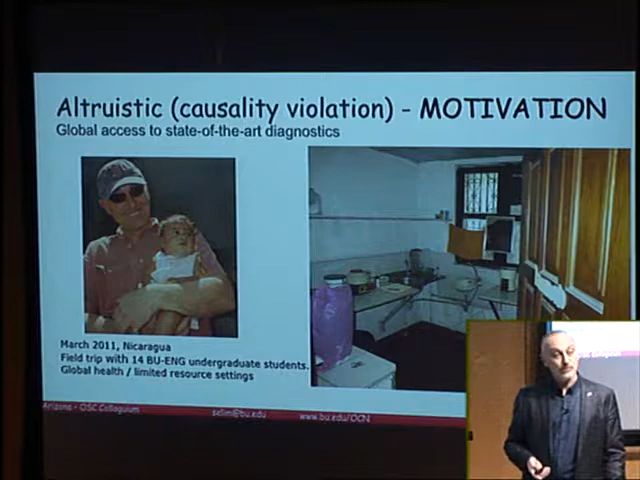 Altruistic (causality violation) - MOTIVATION
Global access to state-of-the-art diagnostics
March 2011, Nicaragua
Field trip with 14 BU-ENG undergraduate students.
Global health / limited resource settings
Arizona - OSC Colloquium selim@bu.edu www.bu.edu/OCN